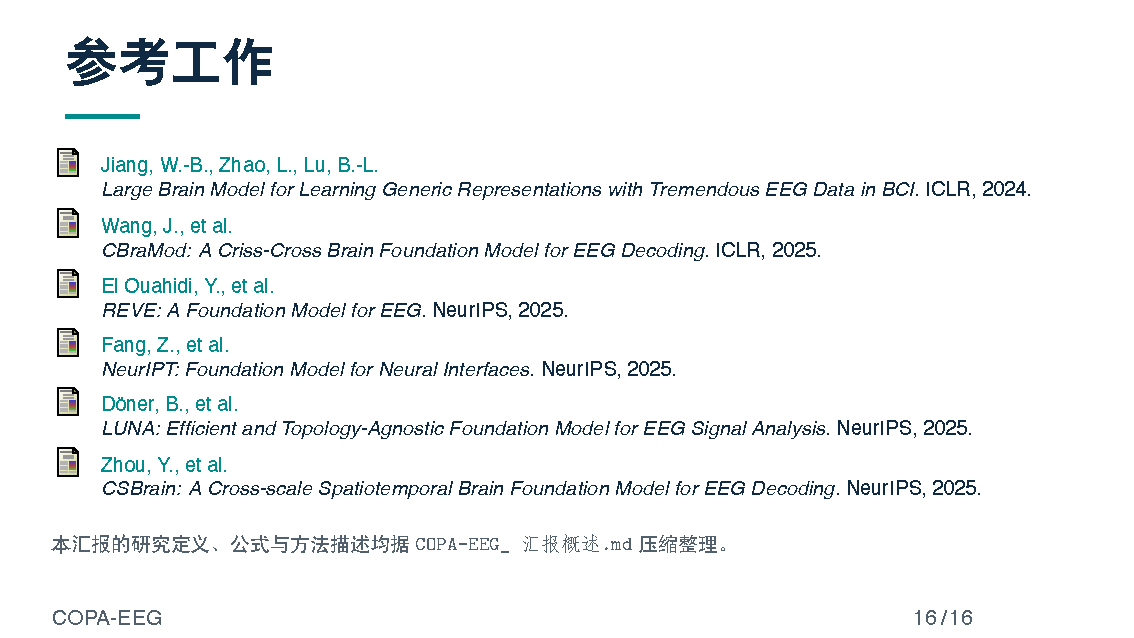 参考工作
Jiang, W.-B., Zhao, L., Lu, B.-L.
Large Brain Model for Learning Generic Representations with Tremendous EEG Data in BCI. ICLR, 2024.
Wang, J., et al.
CBraMod: A Criss-Cross Brain Foundation Model for EEG Decoding. ICLR, 2025.
El Ouahidi, Y., et al.
REVE: A Foundation Model for EEG. NeurIPS, 2025.
Fang, Z., et al.
NeurIPT: Foundation Model for Neural Interfaces. NeurIPS, 2025.
Döner, B., et al.
LUNA: Efficient and Topology-Agnostic Foundation Model for EEG Signal Analysis. NeurIPS, 2025.
Zhou, Y., et al.
CSBrain: A Cross-scale Spatiotemporal Brain Foundation Model for EEG Decoding. NeurIPS, 2025.
本汇报的研究定义、公式与方法描述均据 COPA-EEG_ 汇报概述.md 压缩整理。
COPA-EEG
16/16